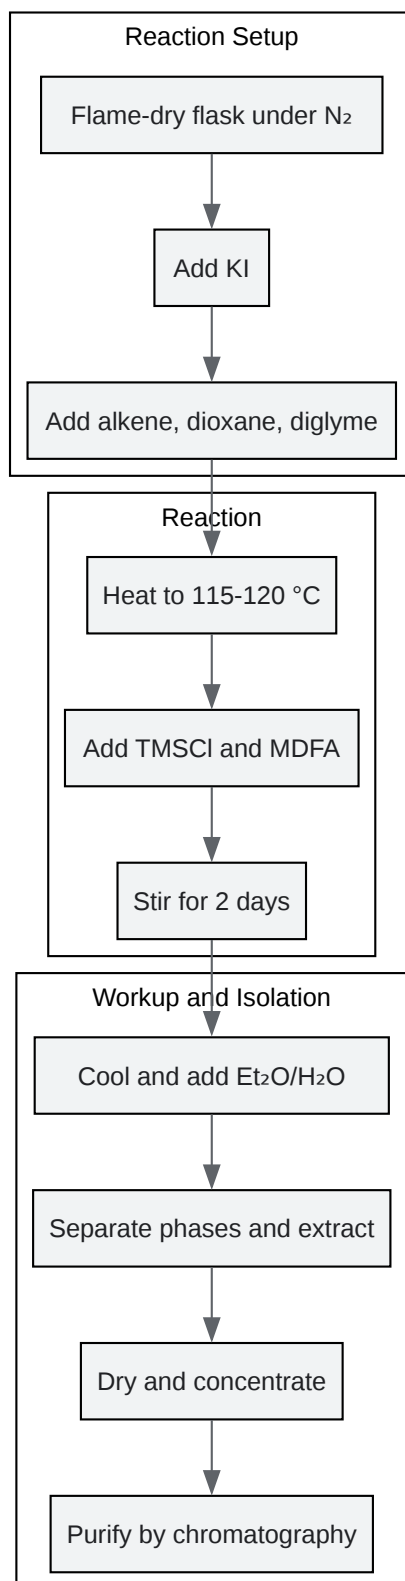 Reaction Setup
Flame-dry flask under N₂
Add KI
Add alkene, dioxane, diglyme
Reaction
Heat to 115-120 °C
Add TMSCl and MDFA
Stir for 2 days
Workup and Isolation
Cool and add Et₂O/H₂O
Separate phases and extract
Dry and concentrate
Purify by chromatography